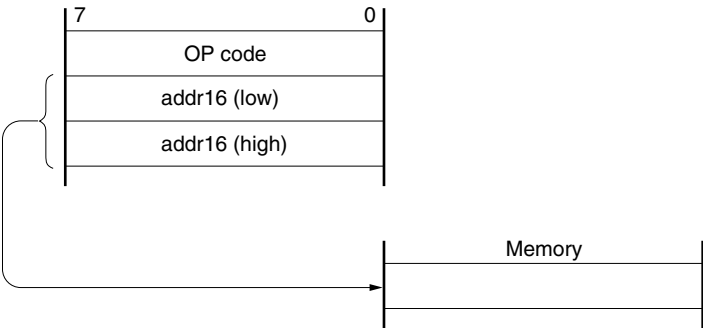 7 0
OP code
addr16 (low)
addr16 (high)
Memory